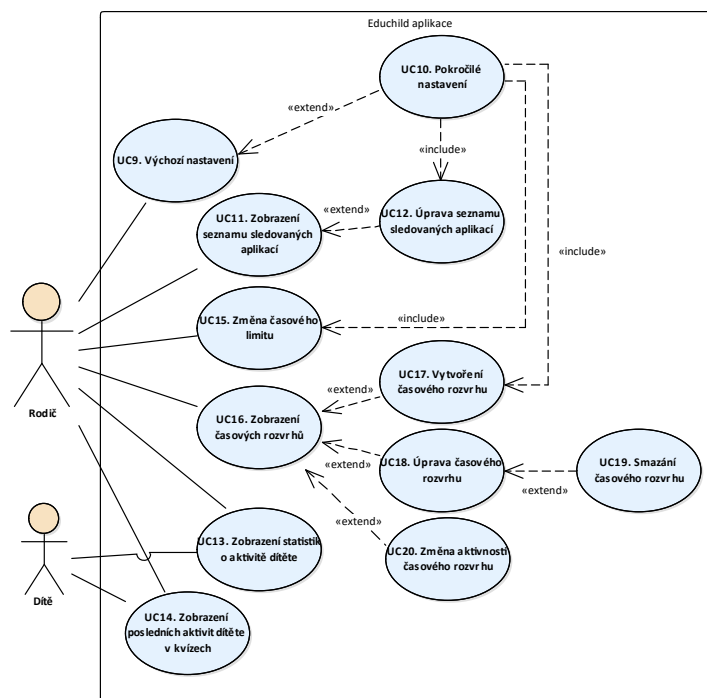 Educhild aplikace
UC10. Pokročilé
nastavení
«extend»
«include»
UC9. Výchozí nastavení
UC11. Zobrazení
seznamu sledovaných
aplikací
«extend»
UC12. Úprava seznamu
sledovaných aplikací
«include»
UC15. Změna časového
limitu
«include»
UC17. Vytvoření
časového rozvrhu
«extend»
UC16. Zobrazení
časových rozvrhů
Rodič
«extend»
UC18. Úprava časového
rozvrhu
UC19. Smazání
časového rozvrhu
«extend»
«extend»
UC13. Zobrazení statistik
o aktivitě dítěte
UC20. Změna aktivnosti
časového rozvrhu
Dítě
UC14. Zobrazení
posledních aktivit dítěte
v kvízech